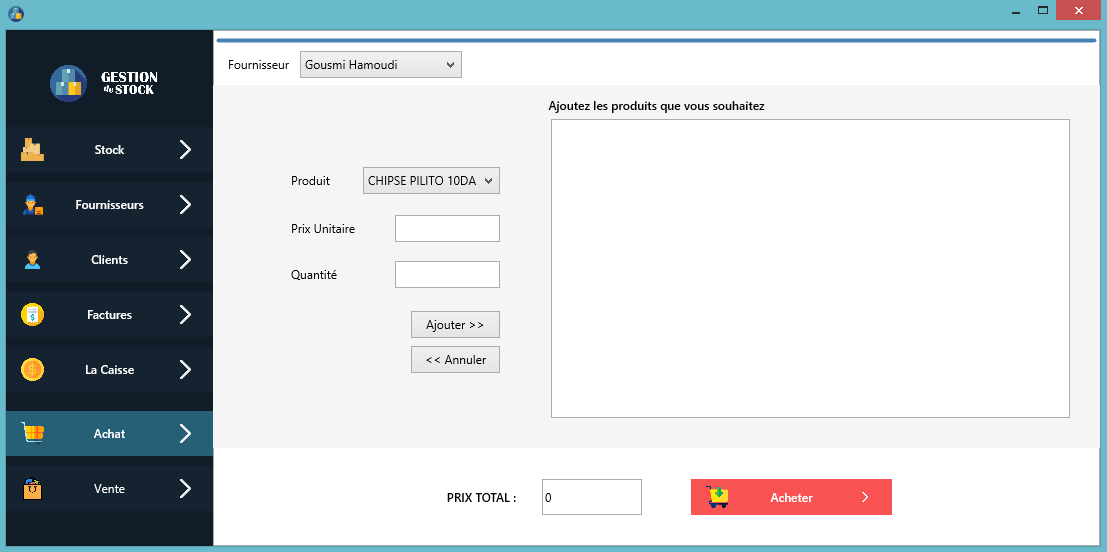 GESTION
du STOCK
Stock
Fournisseurs
Clients
Factures
La Caisse
Achat
Vente
Fournisseur Gousmi Hamoudi
Ajoutez les produits que vous souhaitez
Produit CHIPSE PILITO 10DA
Prix Unitaire
Quantité
Ajouter >>
<< Annuler
PRIX TOTAL : 0
Acheter